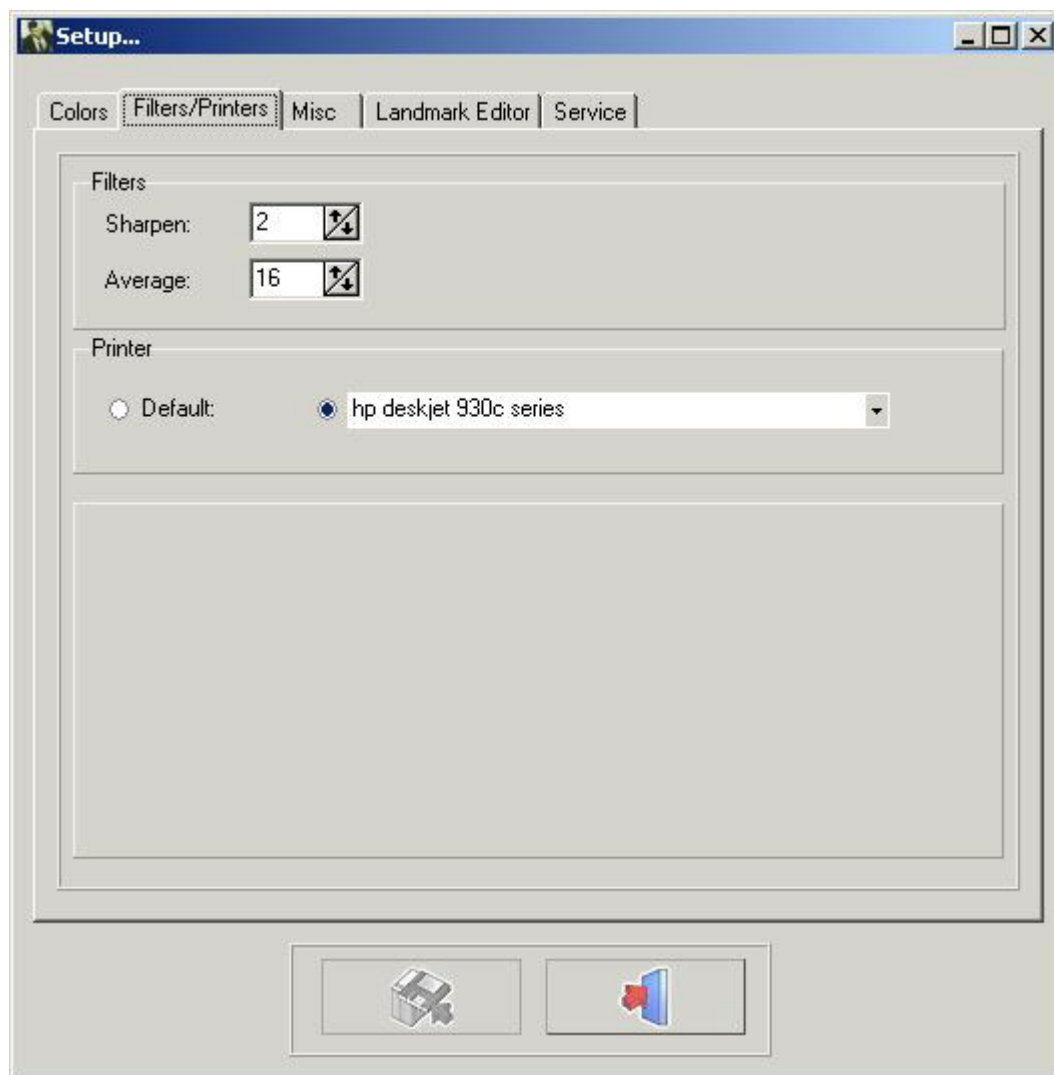 Setup...
Colors Filters/Printers Misc Landmark Editor Service
Filters
Sharpen: 2
Average: 16
Printer
Default: hp deskjet 930c series